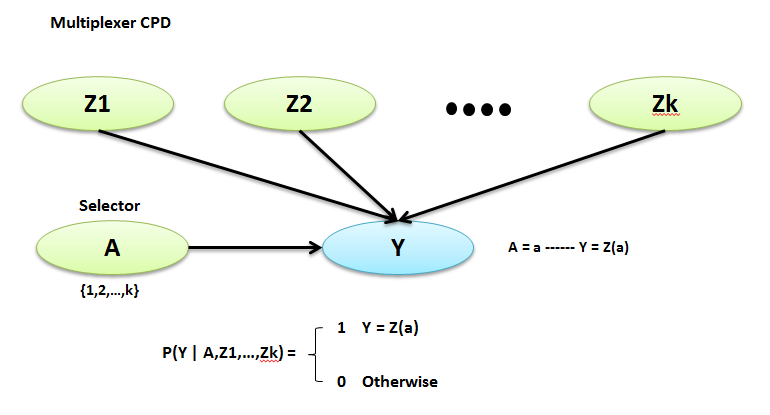 Multiplexer CPD
Z1 Z2 Zk
Selector
A Y A = a ------ Y = Z(a)
{1,2,...,k}
1 Y = Z(a)
P(Y | A,Z1,...,Zk) =
0 Otherwise